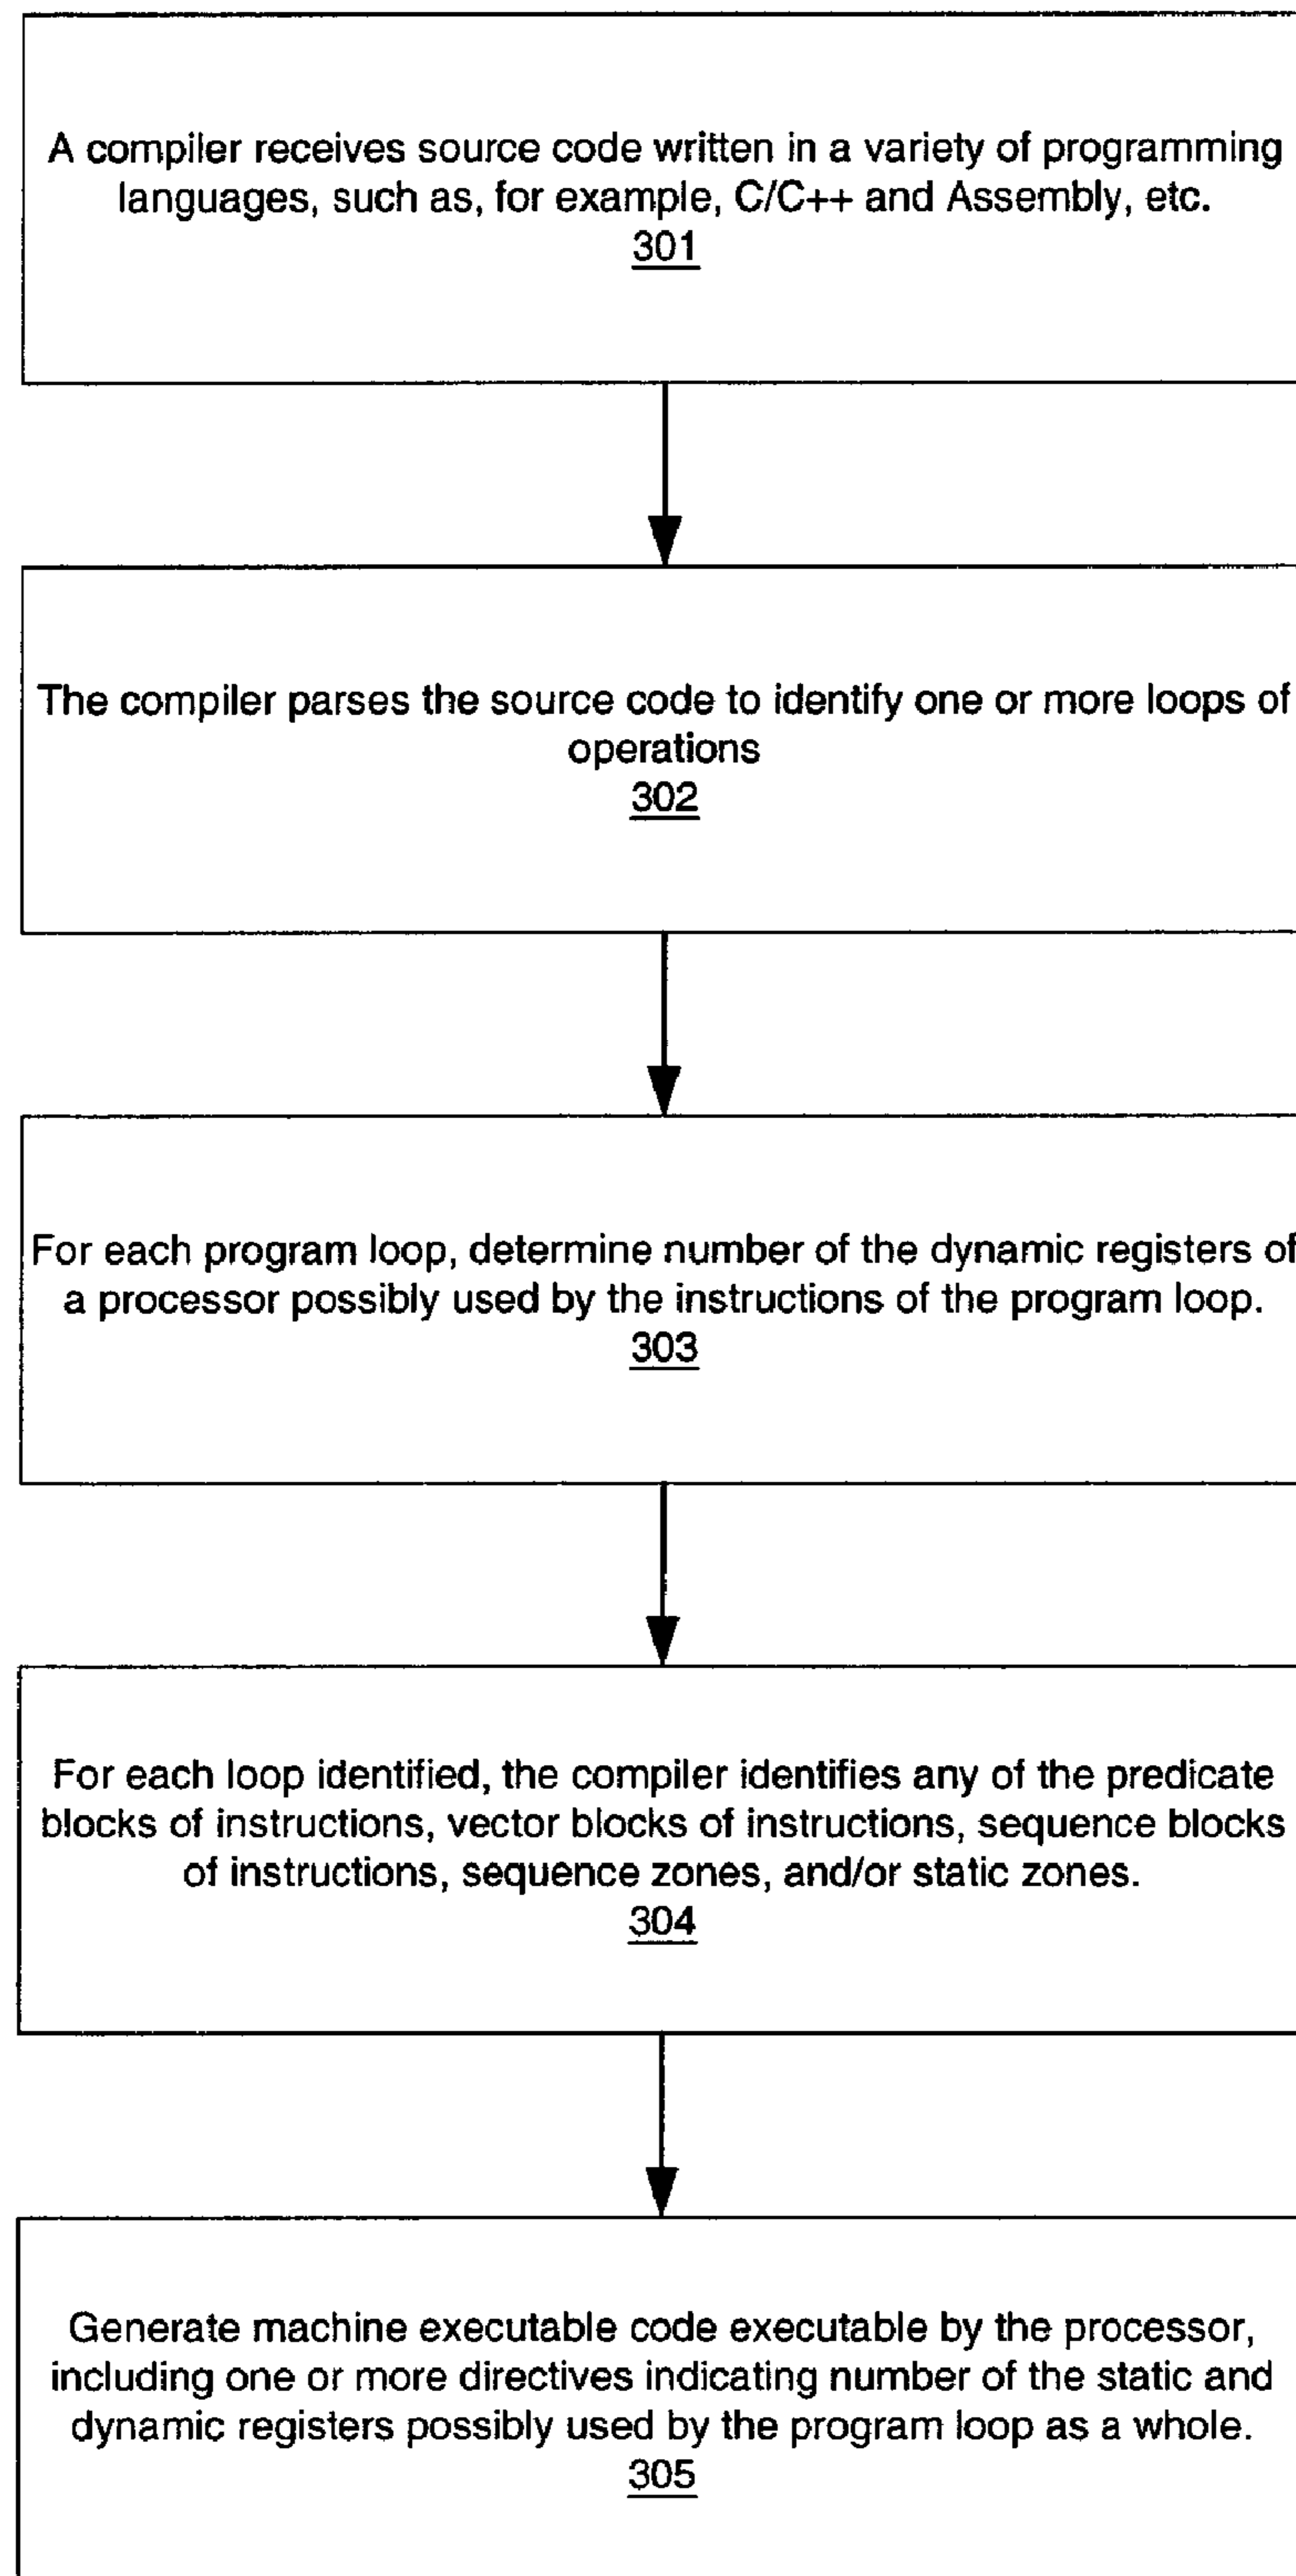 A compiler receives source code written in a variety of programming
languages, such as, for example, C/C++ and Assembly, etc.
301
The compiler parses the source code to identify one or more loops of
operations
302
For each program loop, determine number of the dynamic registers of
a processor possibly used by the instructions of the program loop.
303
For each loop identified, the compiler identifies any of the predicate
blocks of instructions, vector blocks of instructions, sequence blocks
of instructions, sequence zones, and/or static zones.
304
Generate machine executable code executable by the processor,
including one or more directives indicating number of the static and
dynamic registers possibly used by the program loop as a whole.
305